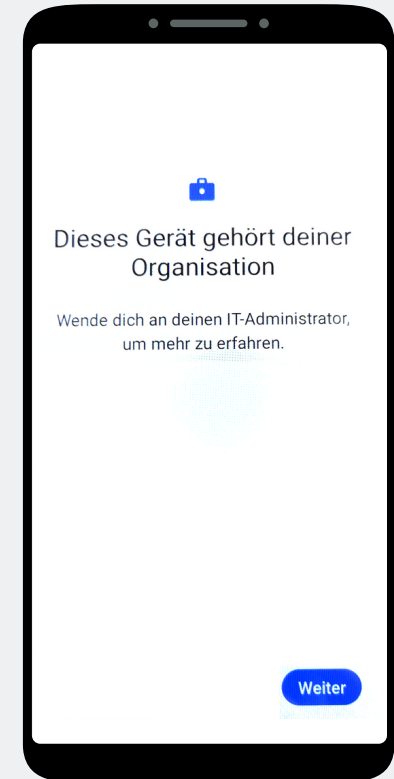 Dieses Gerät gehört deiner
Organisation
Wende dich an deinen IT-Administrator,
um mehr zu erfahren.
Weiter